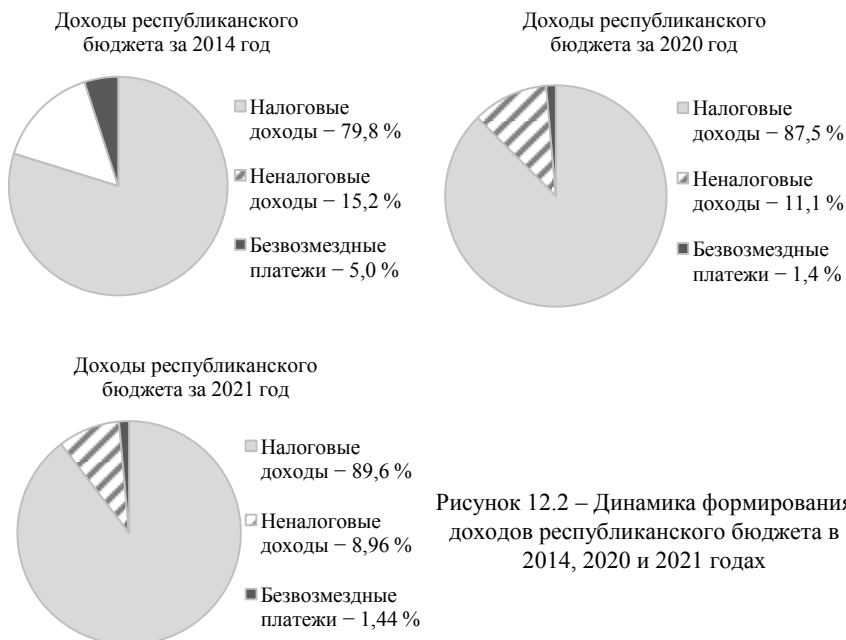 Доходы республиканского
бюджета за 2014 год
Налоговые
доходы − 79,8 %
Неналоговые
доходы − 15,2 %
Безвозмездные
платежи − 5,0 %
Доходы республиканского
бюджета за 2020 год
Налоговые
доходы − 87,5 %
Неналоговые
доходы − 11,1 %
Безвозмездные
платежи − 1,4 %
Доходы республиканского
бюджета за 2021 год
Налоговые
доходы − 89,6 %
Неналоговые
доходы − 8,96 %
Безвозмездные
платежи − 1,44 %
Рисунок 12.2 – Динамика формирования
доходов республиканского бюджета в
2014, 2020 и 2021 годах